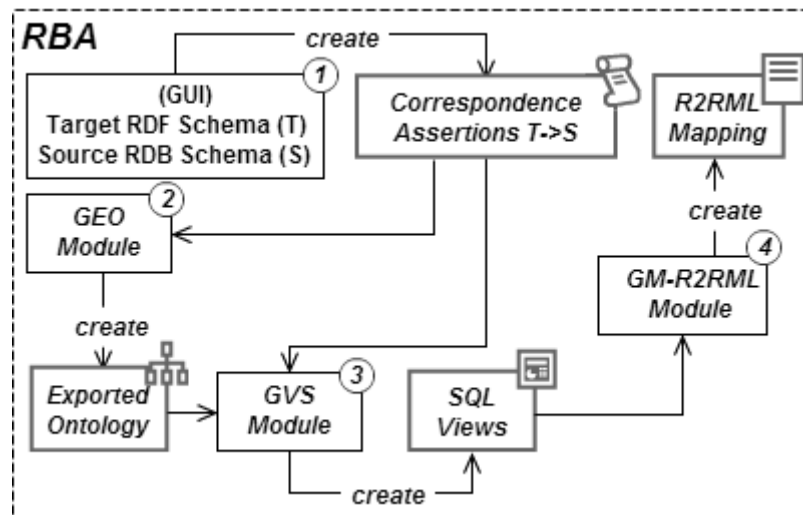 RBA
create
1
(GUI)
Target RDF Schema (T)
Source RDB Schema (S)
Correspondence
Assertions T->S
R2RML
Mapping
2
GEO
Module
create
4
GM-R2RML
Module
create
Exported
Ontology
3
GVS
Module
SQL
Views
create